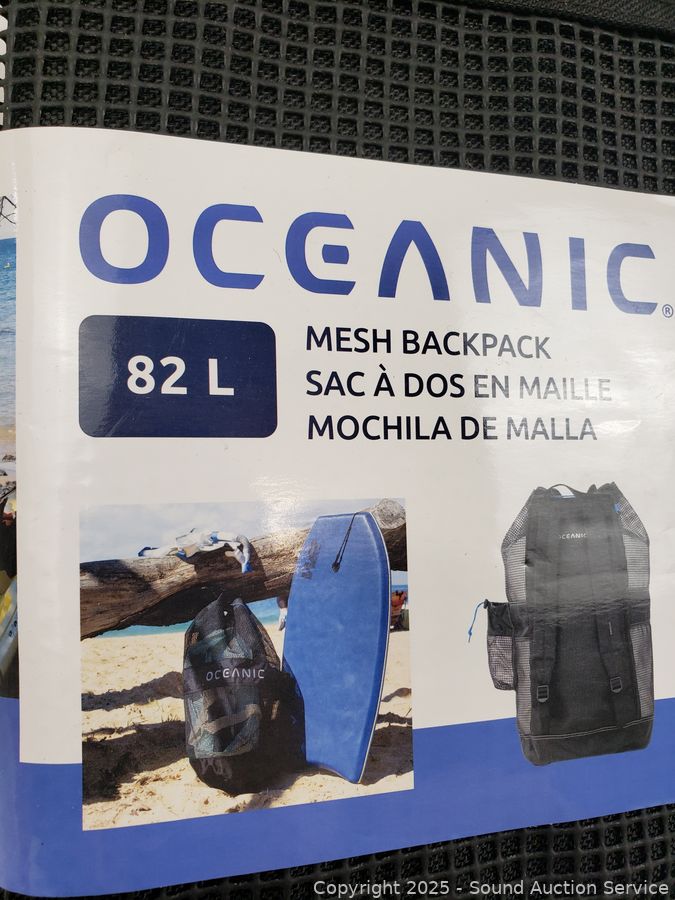 OCEANIC®
82 L
MESH BACKPACK
SAC À DOS EN MAILLE
MOCHILA DE MALLA
OCEANIC
OCEANIC
Copyright 2025 - Sound Auction Service